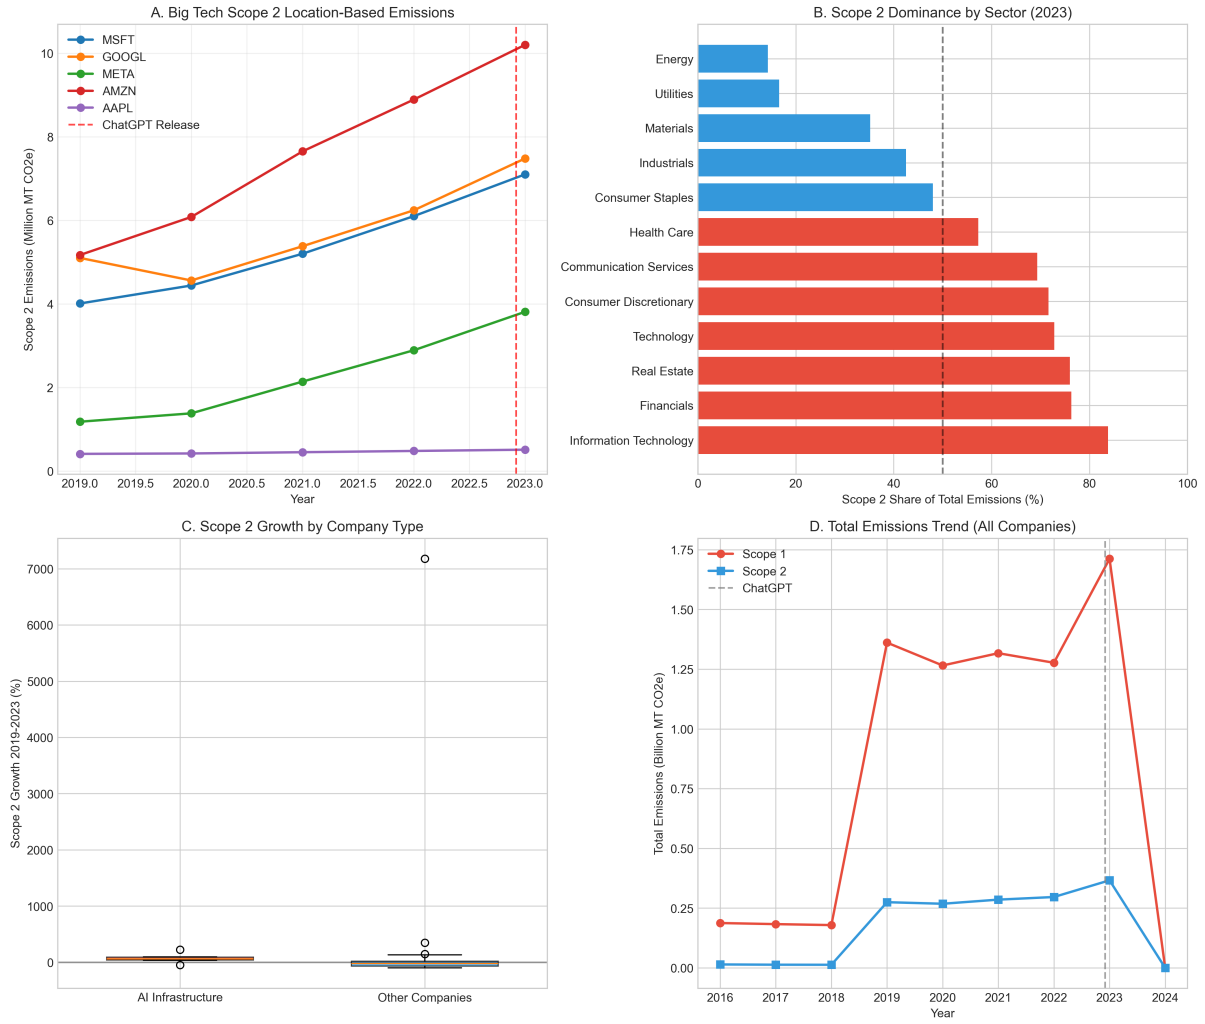 A. Big Tech Scope 2 Location-Based Emissions
MSFT
GOOGL
META
AMZN
AAPL
ChatGPT Release
Scope 2 Emissions (Million MT CO2e)
10
8
6
4
2
0
2019.0 2019.5 2020.0 2020.5 2021.0 2021.5 2022.0 2022.5 2023.0
Year
B. Scope 2 Dominance by Sector (2023)
Energy
Utilities
Materials
Industrials
Consumer Staples
Health Care
Communication Services
Consumer Discretionary
Technology
Real Estate
Financials
Information Technology
0 20 40 60 80 100
Scope 2 Share of Total Emissions (%)
C. Scope 2 Growth by Company Type
Scope 2 Growth 2019-2023 (%)
7000
6000
5000
4000
3000
2000
1000
0
AI Infrastructure Other Companies
D. Total Emissions Trend (All Companies)
Scope 1
Scope 2
ChatGPT
Total Emissions (Billion MT CO2e)
1.75
1.50
1.25
1.00
0.75
0.50
0.25
0.00
2016 2017 2018 2019 2020 2021 2022 2023 2024
Year